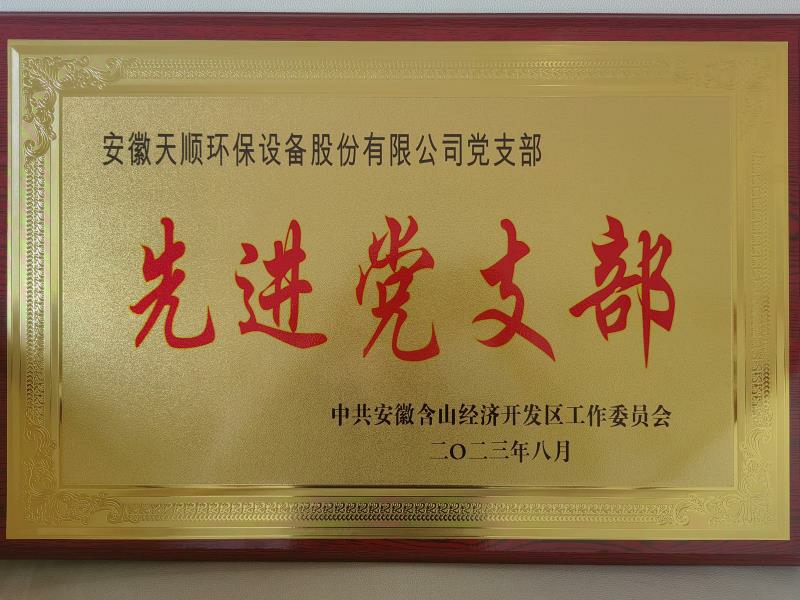 安徽天顺环保设备股份有限公司党支部
先进党支部
中共安徽含山经济开发区工作委员会
二〇二三年八月